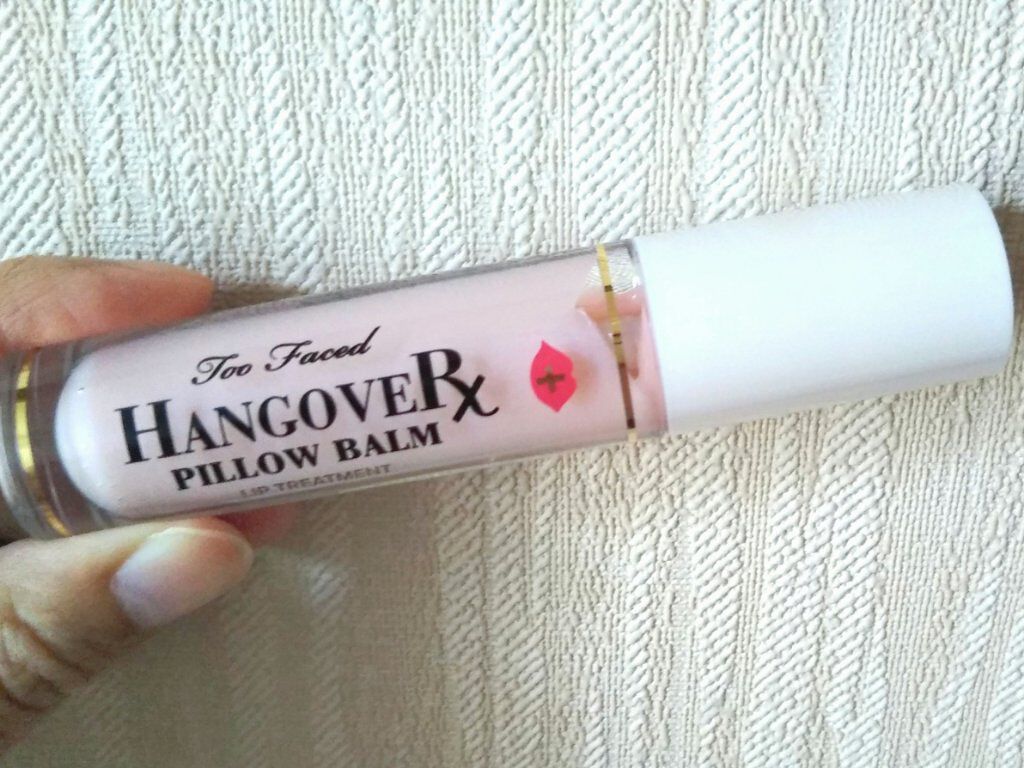 Too Faced
HANGOVERX
PILLOW BALM
LIP TREATMENT